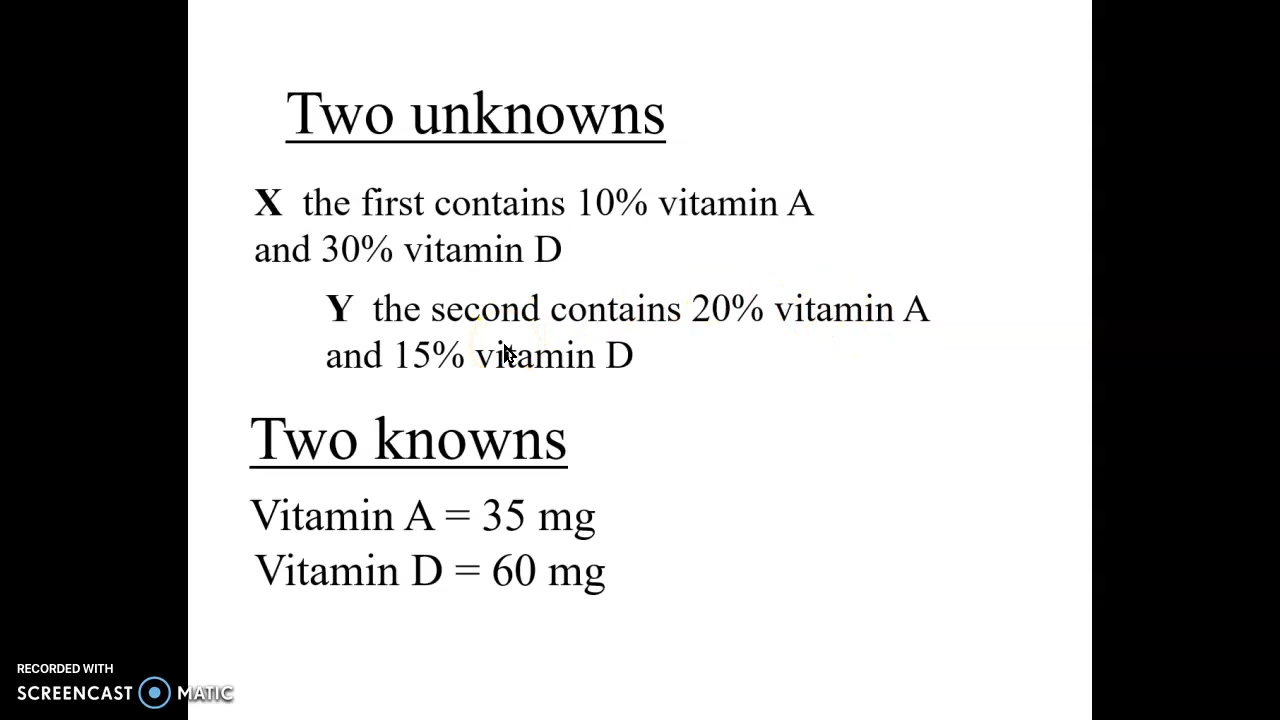 Two unknowns
X the first contains 10% vitamin A
and 30% vitamin D
Y the second contains 20% vitamin A
and 15% vitamin D
Two knowns
Vitamin A = 35 mg
Vitamin D = 60 mg
RECORDED WITH
SCREENCAST MATIC